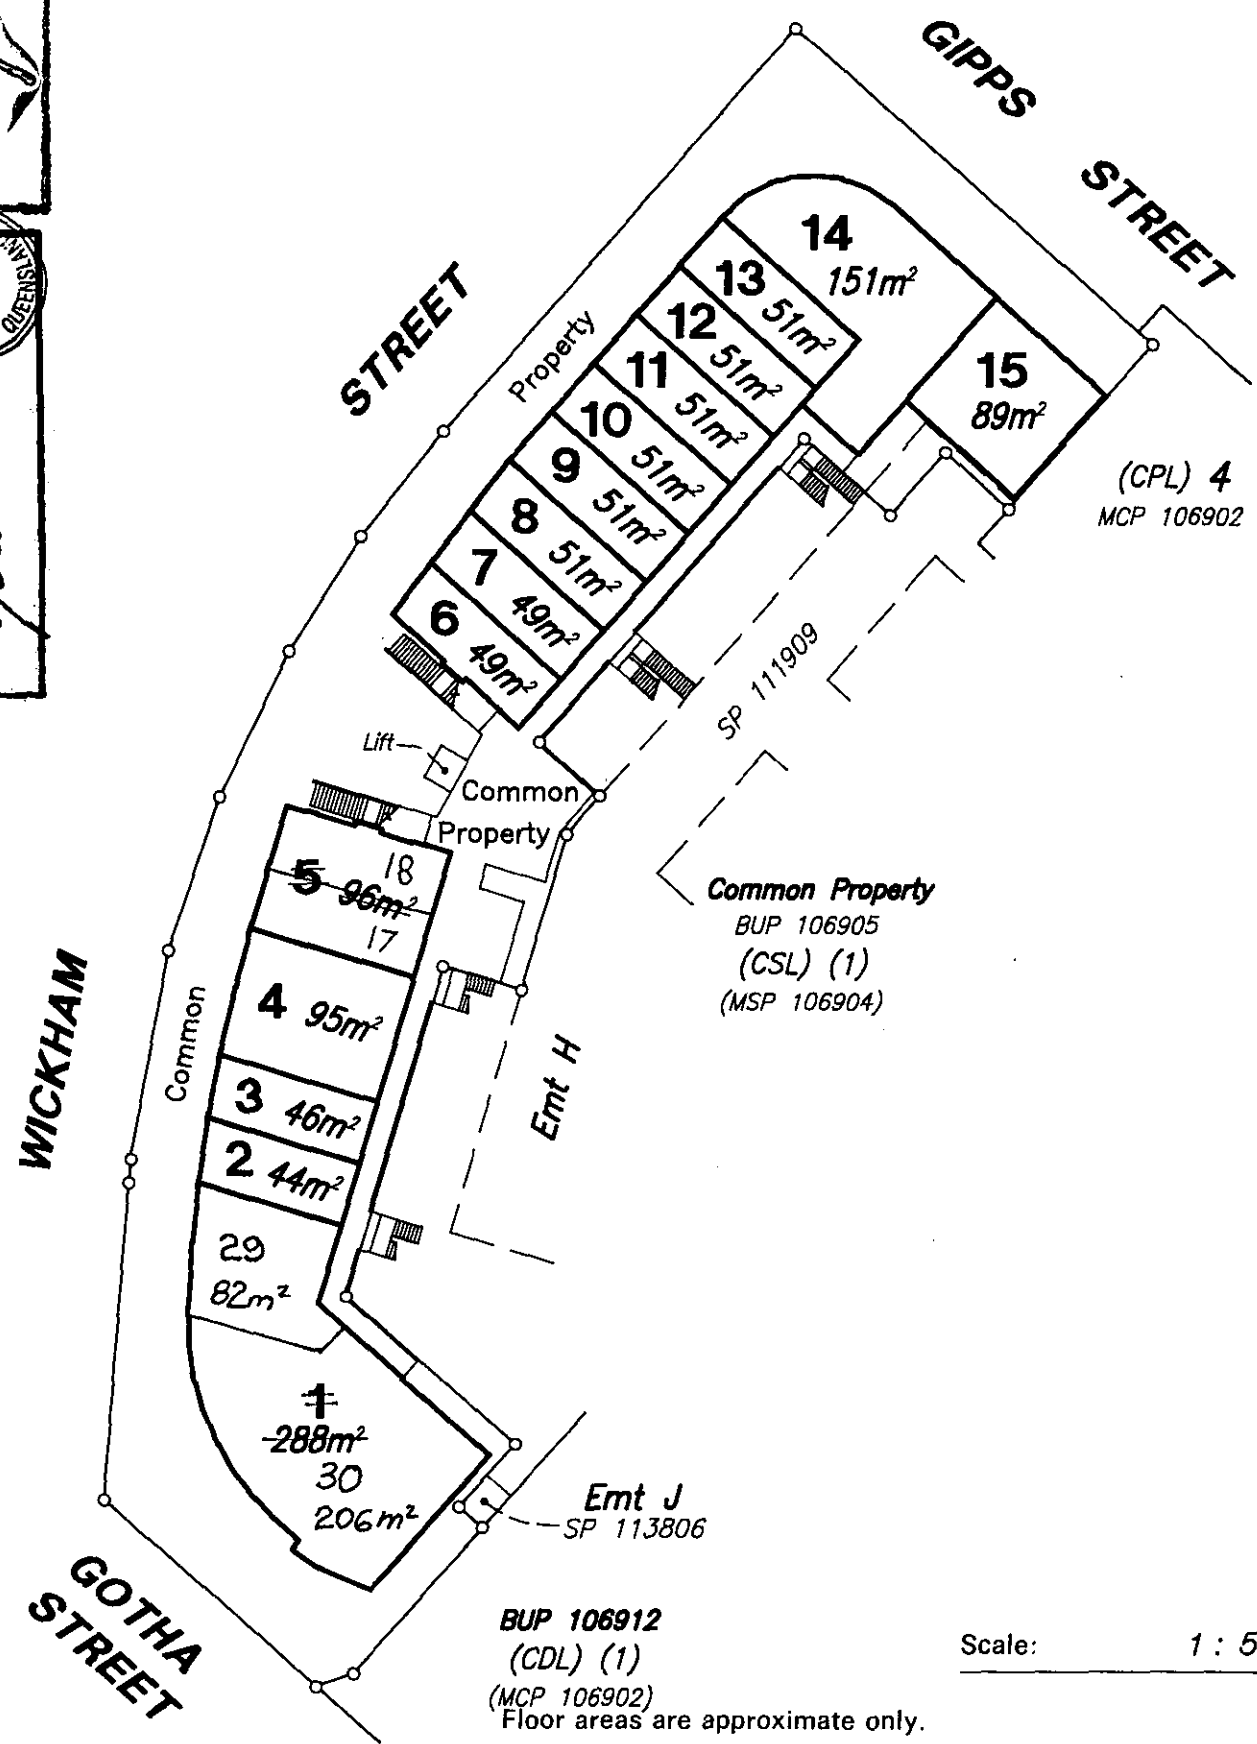 GIPPS
STREET
QUEENSLAN
14
151m²
13
51m²
12
51m²
11
51m²
10
51m²
9
51m²
8
51m²
7
49m²
6
49m²
15
89m²
STREET
Property
(CPL) 4
MCP 106902
SP 111909
Lift
Common
Property
5
96m²
18
17
Common Property
BUP 106905
(CSL) (1)
(MSP 106904)
4
95m²
3
46m²
2
44m²
WICKHAM
Common
Emt H
29
82m²
1
288m²
30
206m²
Emt J
SP 113806
GOTHA
STREET
BUP 106912
(CDL) (1)
(MCP 106902)
Floor areas are approximate only.
Scale: 1 : 5